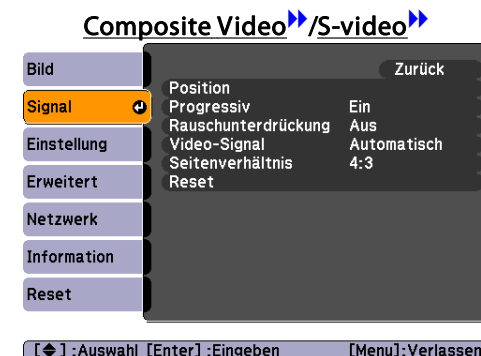 Composite Video/S-video
Bild
Signal
Einstellung
Erweitert
Netzwerk
Information
Reset
Zurück
Position
Progressiv Ein
Rauschunterdrückung Aus
Video-Signal Automatisch
Seitenverhältnis 4:3
Reset
[◆] :Auswahl [Enter] :Eingeben [Menu]:Verlassen